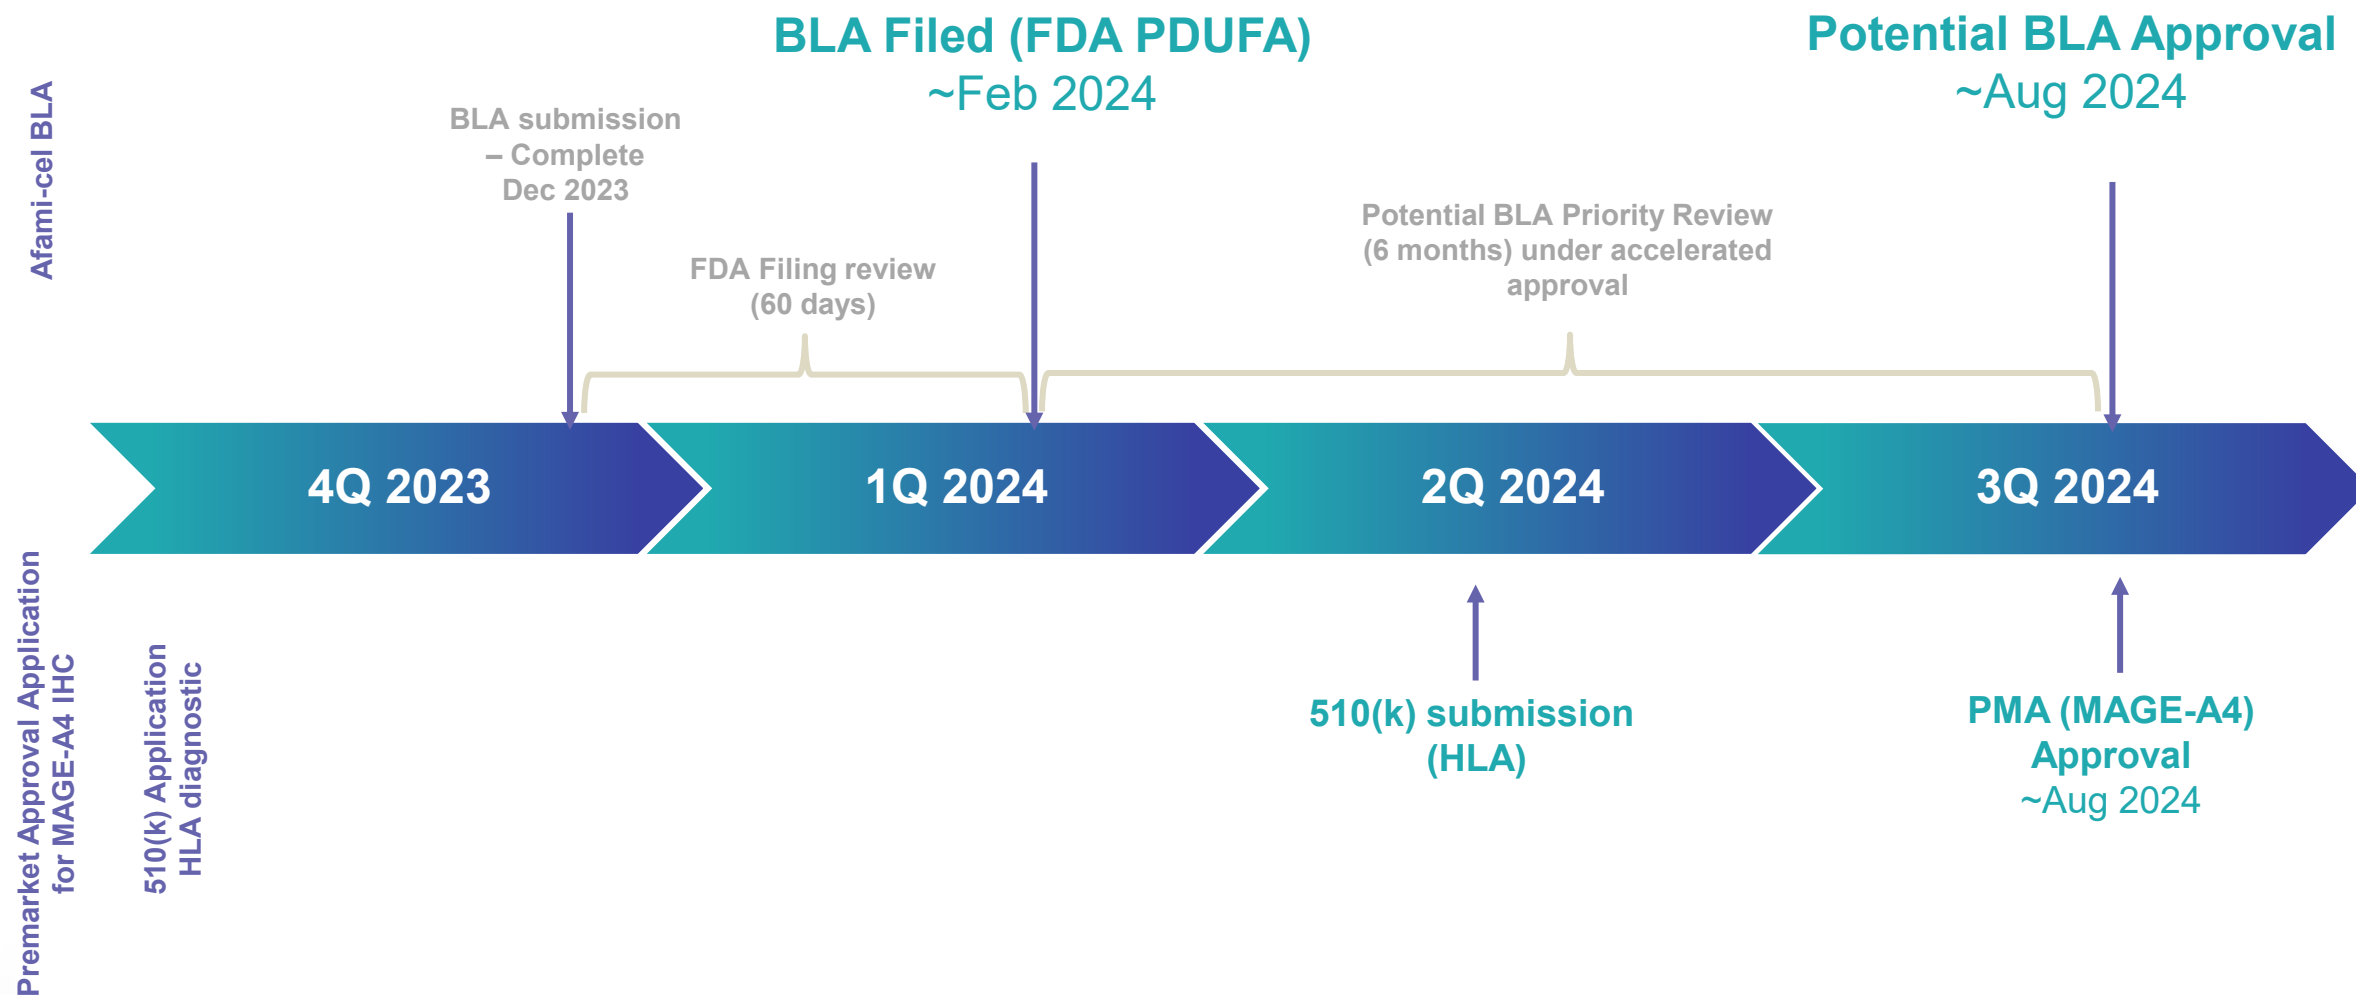 BLA Filed (FDA PDUFA)
~Feb 2024
Potential BLA Approval
~Aug 2024
Afami-cel BLA
BLA submission
– Complete
Dec 2023
FDA Filing review
(60 days)
Potential BLA Priority Review
(6 months) under accelerated
approval
4Q 2023
1Q 2024
2Q 2024
3Q 2024
Premarket Approval Application
for MAGE-A4 IHC
510(k) Application
HLA diagnostic
510(k) submission
(HLA)
PMA (MAGE-A4)
Approval
~Aug 2024